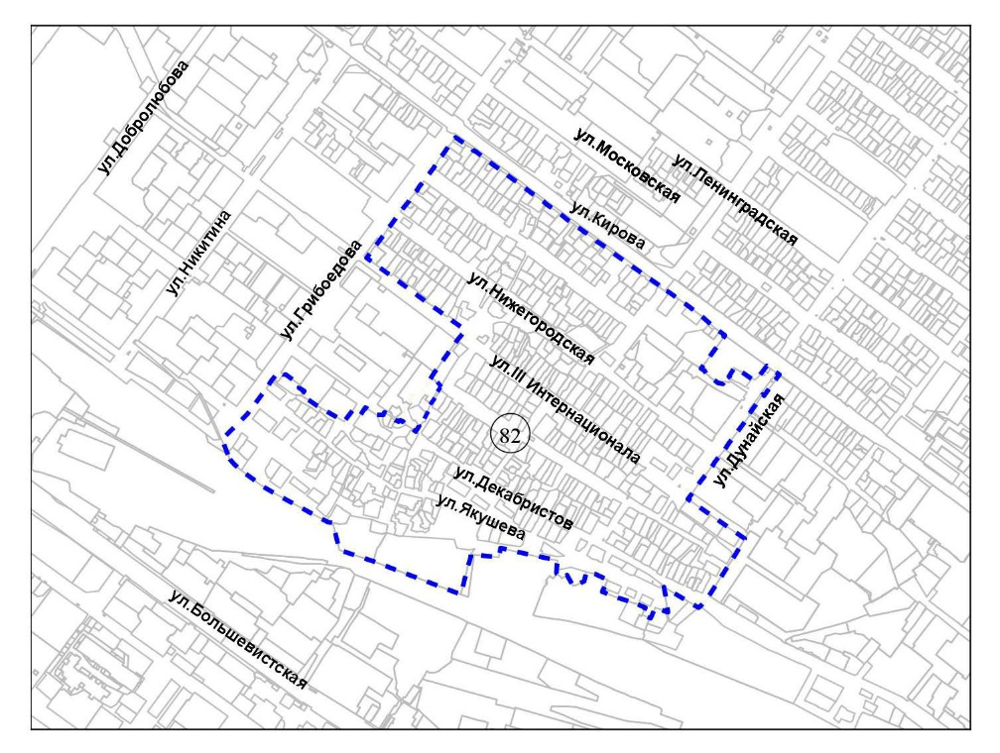 ул.Добролюбова
ул.Московская
ул.Ленинградская
ул.Кирова
ул.Никитина
ул.Грибоедова
ул.Нижегородская
ул.III Интернационала
ул.Дунайская
82
ул.Декабристов
ул.Якушева
ул.Большевистская